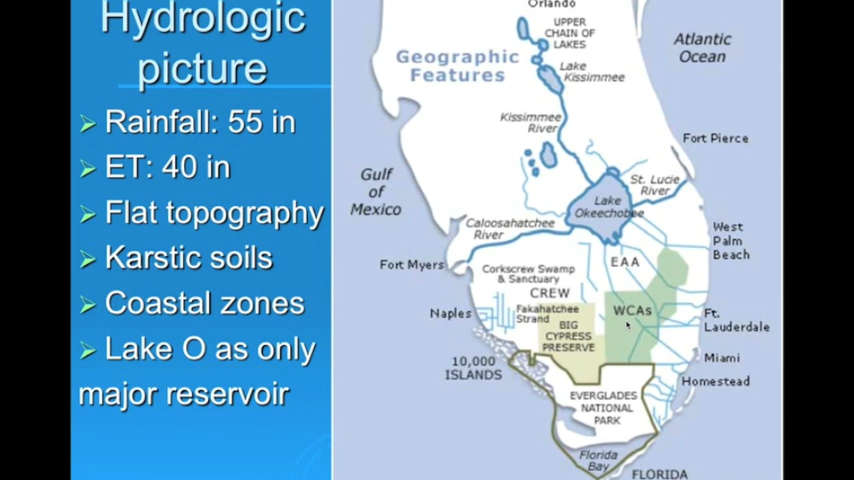 Hydrologic
picture
Rainfall: 55 in
ET: 40 in
Flat topography
Karstic soils
Coastal zones
Lake O as only
major reservoir
Orlando
UPPER
CHAIN OF
LAKES
Atlantic
Ocean
Geographic
Features
Lake
Kissimmee
Kissimmee
River
Fort Pierce
Gulf
of
Mexico
St. Lucie
River
Lake
Okeechobee
Caloosahatchee
River
West
Palm
Beach
Fort Myers
EAA
Corkscrew Swamp
& Sanctuary
CREW
Naples
Fakahatchee
Strand
WCAs
Ft.
Lauderdale
BIG
CYPRESS
PRESERVE
10,000
ISLANDS
Miami
Homestead
EVERGLADES
NATIONAL
PARK
Florida
Bay
FLORIDA